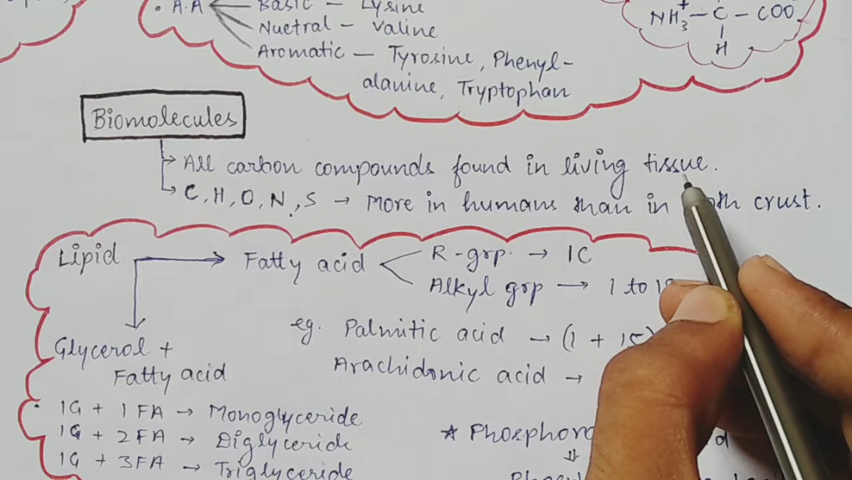 • A.A Basic – Lysine
Nuetral – Valine
Aromatic – Tyrosine, Phenyl-
alanine, Tryptophan
NH3+ – C – COO
H
Biomolecules
→ All carbon compounds found in living tissue.
→ C, H, O, N, S → More in humans than in crust.
Lipid → Fatty acid
R-grp. → 1C
Alkyl grp → 1 to
eg. Palmitic acid → (1 + 15)
Arachidonic acid →
Glycerol +
Fatty acid
• 1G + 1FA → Monoglyceride
1G + 2FA → Diglyceride
1G + 3FA → Triglyceride
★
⇓